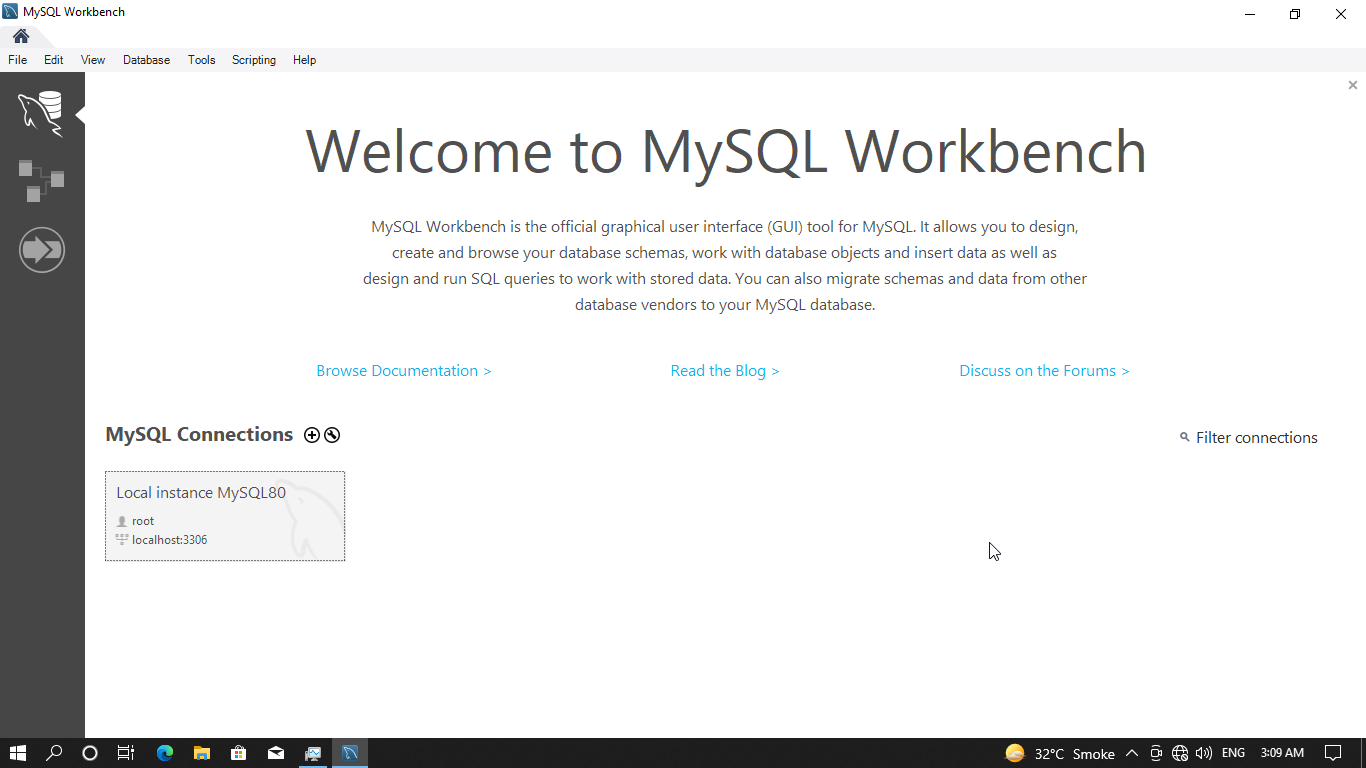 MySQL Workbench
File Edit View Database Tools Scripting Help
Welcome to MySQL Workbench
MySQL Workbench is the official graphical user interface (GUI) tool for MySQL. It allows you to design,
create and browse your database schemas, work with database objects and insert data as well as
design and run SQL queries to work with stored data. You can also migrate schemas and data from other
database vendors to your MySQL database.
Browse Documentation > Read the Blog > Discuss on the Forums >
MySQL Connections
Filter connections
Local instance MySQL80
root
localhost:3306
32°C Smoke ENG 3:09 AM